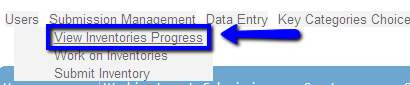 Users Submission Management Data Entry Key Categories Choice
View Inventories Progress
Work on Inventories
Submit Inventory